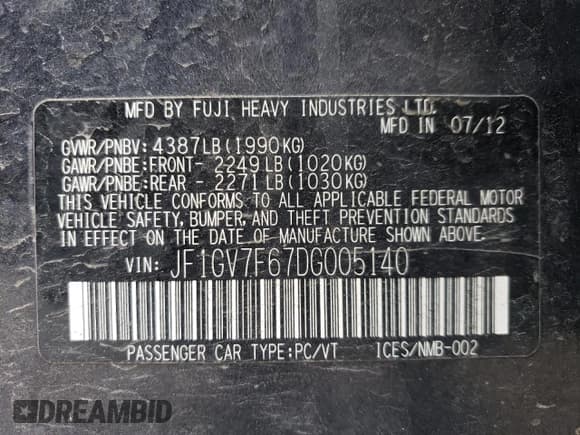 MFD BY FUJI HEAVY INDUSTRIES LTD.
MFD IN 07/12
GVWR/PNBV: 4387LB(1990KG)
GAWR/PNBE:FRONT- 2249LB(1020KG)
GAWR/PNBE:REAR - 2271LB(1030KG)
THIS VEHICLE CONFORMS TO ALL APPLICABLE FEDERAL MOTOR
VEHICLE SAFETY, BUMPER, AND THEFT PREVENTION STANDARDS
IN EFFECT ON THE DATE OF MANUFACTURE SHOWN ABOVE.
VIN: JF1GV7F67DG005140
PASSENGER CAR TYPE:PC/VT ICES/NMB-002
DREAMBID